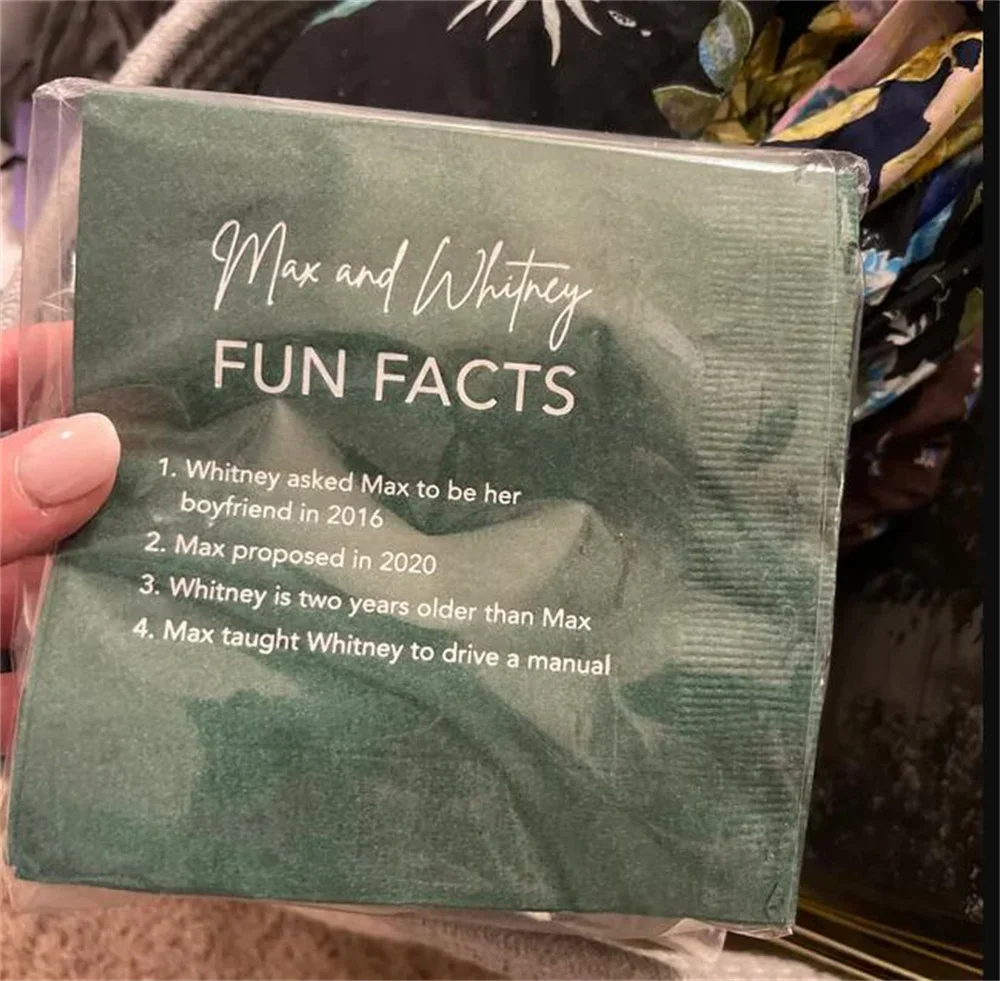 Max and Whitney
FUN FACTS
1. Whitney asked Max to be her
boyfriend in 2016
2. Max proposed in 2020
3. Whitney is two years older than Max
4. Max taught Whitney to drive a manual